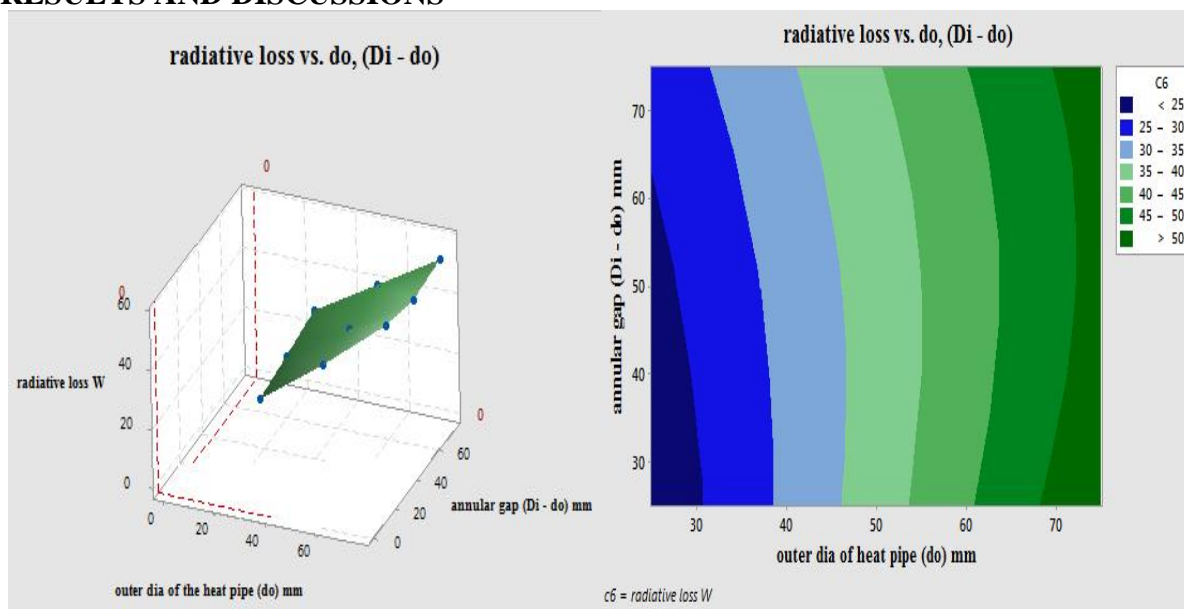 RESULTS AND DISCUSSIONS
radiative loss vs. do, (Di - do)
0
0
60
40
20
0
radiative loss W
0
20
40
60
outer dia of the heat pipe (do) mm
0
20
40
60
0
annular gap (Di - do) mm
radiative loss vs. do, (Di - do)
70
60
50
40
30
annular gap (Di - do) mm
30 40 50 60 70
outer dia of heat pipe (do) mm
C6
< 25
25 – 30
30 – 35
35 – 40
40 – 45
45 – 50
> 50
c6 = radiative loss W